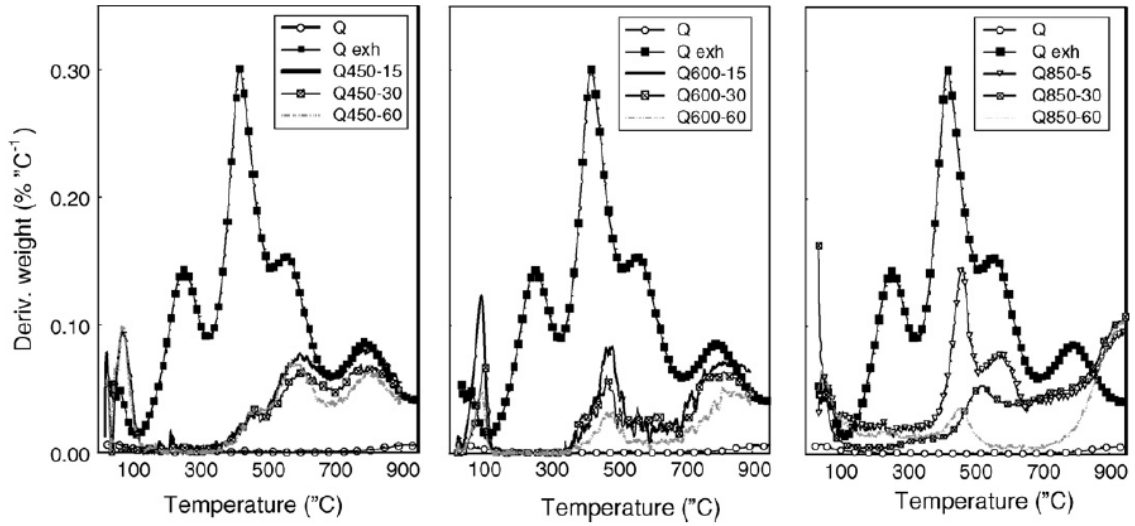 Q
Q exh
Q450-15
Q450-30
Q450-60
Q
Q exh
Q600-15
Q600-30
Q600-60
Q
Q exh
Q850-5
Q850-30
Q850-60
0.30
0.20
0.10
0.00
Deriv. weight (% "C-1)
100 300 500 700 900
100 300 500 700 900
100 300 500 700 900
Temperature ("C)
Temperature ("C)
Temperature ("C)